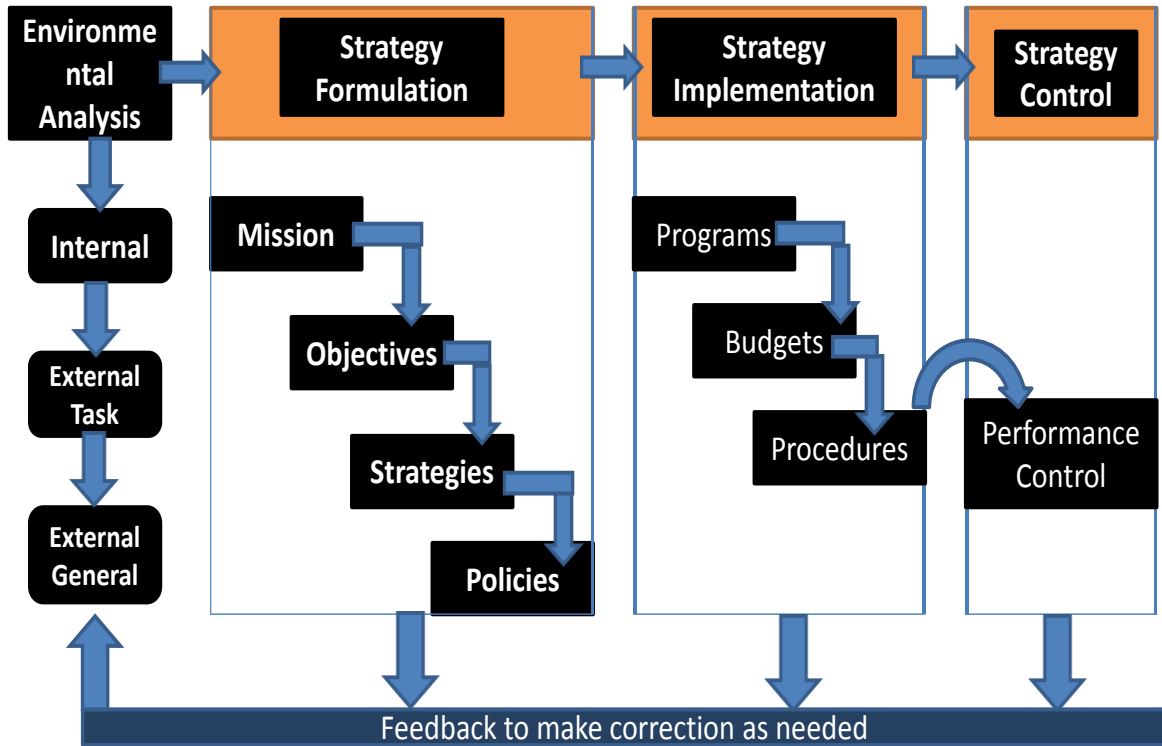 Environme
ntal
Analysis
Strategy
Formulation
Strategy
Implementation
Strategy
Control
Internal
External
Task
External
General
Mission
Objectives
Strategies
Policies
Programs
Budgets
Procedures
Performance
Control
Feedback to make correction as needed